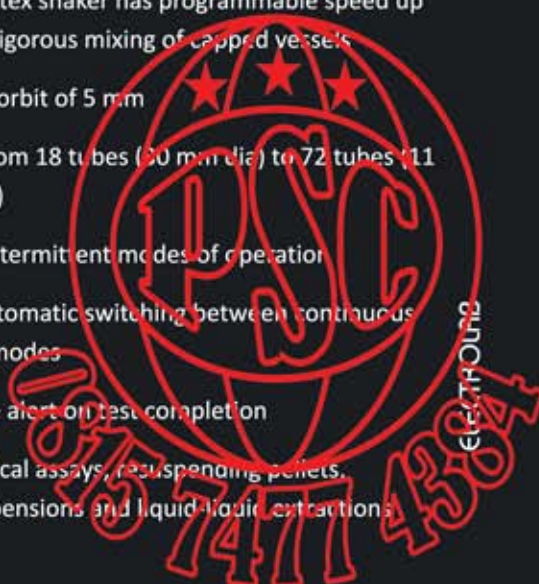 tex shaker has programmable speed up
igorous mixing of capped vessels
orbit of 5 mm
om 18 tubes (30 mm dia) to 72 tubes (11
)
termittent modes of operation
tomatic switching between continuous
modes
alert on test completion
cal assays, resuspending pellets,
ensions and liquid-liquid extractions
ELECTROLAB
PSC
0615 7477 4384